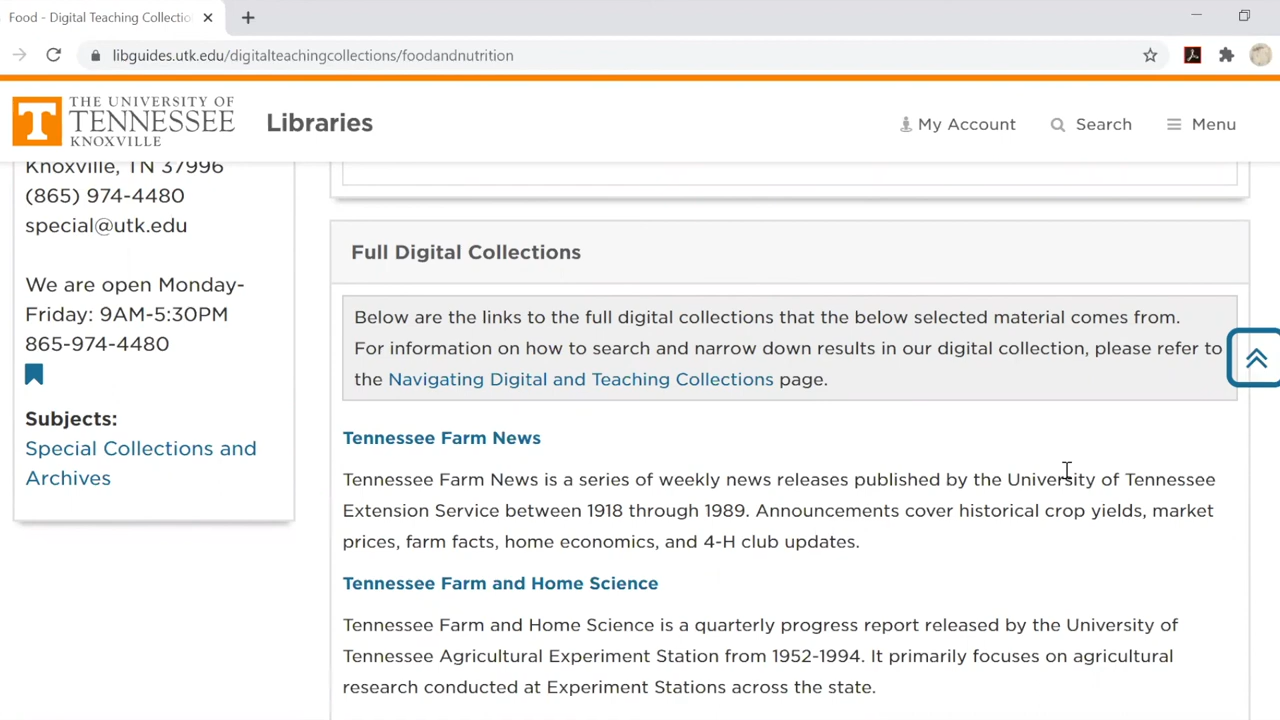 Food - Digital Teaching Collectio
libguides.utk.edu/digitalteachingcollections/foodandnutrition
THE UNIVERSITY OF
TENNESSEE
KNOXVILLE
Libraries
My Account
Search
Menu
Knoxville, TN 37996
(865) 974-4480
special@utk.edu
We are open Monday-
Friday: 9AM-5:30PM
865-974-4480
Subjects:
Special Collections and
Archives
Full Digital Collections
Below are the links to the full digital collections that the below selected material comes from.
For information on how to search and narrow down results in our digital collection, please refer to
the Navigating Digital and Teaching Collections page.
Tennessee Farm News
Tennessee Farm News is a series of weekly news releases published by the University of Tennessee
Extension Service between 1918 through 1989. Announcements cover historical crop yields, market
prices, farm facts, home economics, and 4-H club updates.
Tennessee Farm and Home Science
Tennessee Farm and Home Science is a quarterly progress report released by the University of
Tennessee Agricultural Experiment Station from 1952-1994. It primarily focuses on agricultural
research conducted at Experiment Stations across the state.